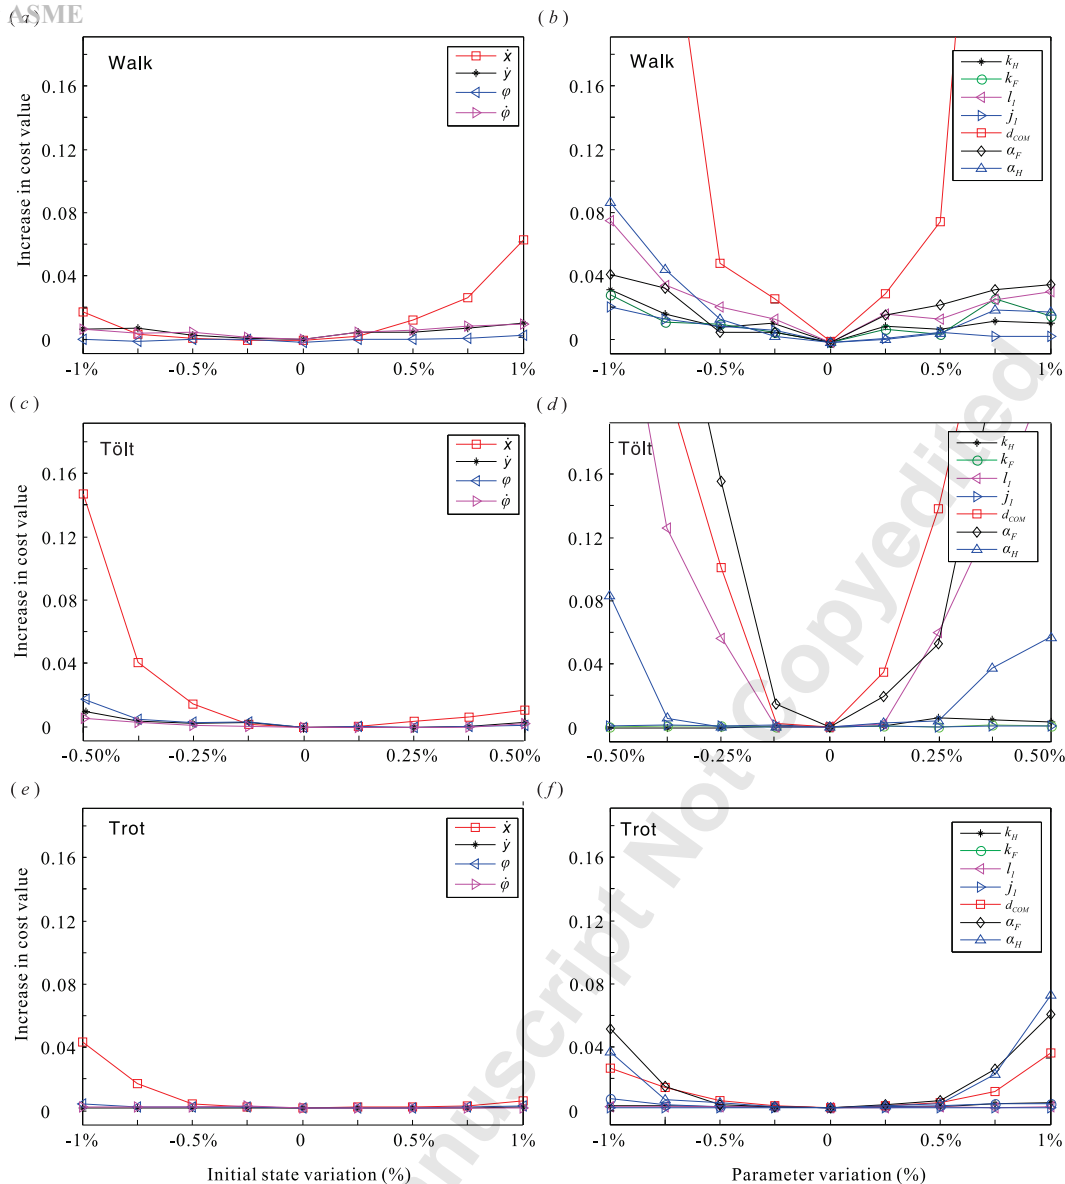 ASME
(a)
Walk
ẋ
ẏ
φ
φ̇
Increase in cost value
0.16
0.12
0.08
0.04
0
-1% -0.5% 0 0.5% 1%
(b)
Walk
k_H
k_F
l_I
j_I
d_COM
α_F
α_H
0.16
0.12
0.08
0.04
0
-1% -0.5% 0 0.5% 1%
(c)
Tölt
ẋ
ẏ
φ
φ̇
Increase in cost value
0.16
0.12
0.08
0.04
0
-0.50% -0.25% 0 0.25% 0.50%
(d)
Tölt
k_H
k_F
l_I
j_I
d_COM
α_F
α_H
0.16
0.12
0.08
0.04
0
-0.50% -0.25% 0 0.25% 0.50%
(e)
Trot
ẋ
ẏ
φ
φ̇
Increase in cost value
0.16
0.12
0.08
0.04
0
-1% -0.5% 0 0.5% 1%
Initial state variation (%)
(f)
Trot
k_H
k_F
l_I
j_I
d_COM
α_F
α_H
0.16
0.12
0.08
0.04
0
-1% -0.5% 0 0.5% 1%
Parameter variation (%)
anuscript Not Copyedited